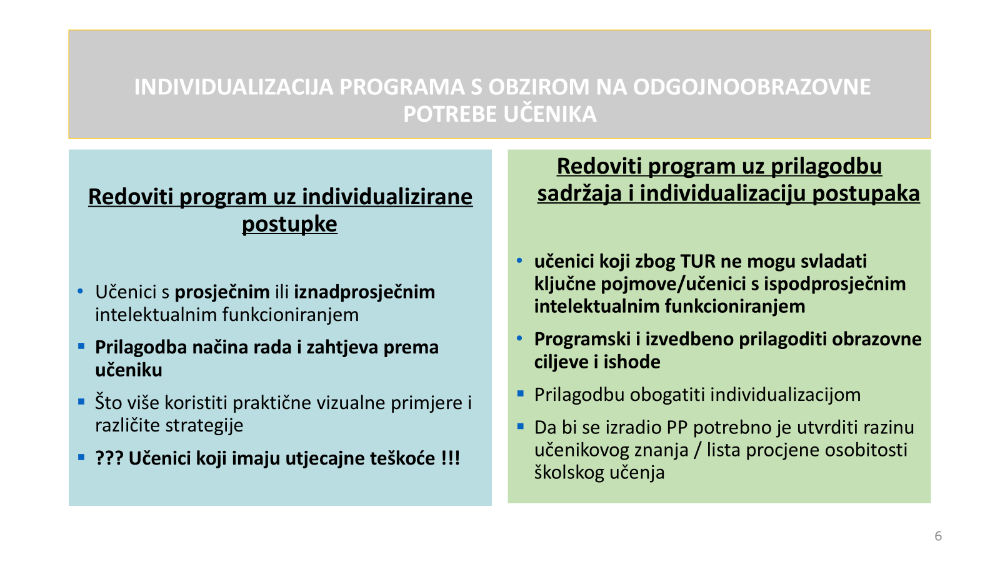 INDIVIDUALIZACIJA PROGRAMA S OBZIROM NA ODGOJNOOBRAZOVNE
POTREBE UČENIKA
Redoviti program uz individualizirane
postupke
• Učenici s prosječnim ili iznadprosječnim
intelektualnim funkcioniranjem
▪ Prilagodba načina rada i zahtjeva prema
učeniku
▪ Što više koristiti praktične vizualne primjere i
različite strategije
▪ ??? Učenici koji imaju utjecajne teškoće !!!
Redoviti program uz prilagodbu
sadržaja i individualizaciju postupaka
• učenici koji zbog TUR ne mogu svladati
ključne pojmove/učenici s ispodprosječnim
intelektualnim funkcioniranjem
• Programski i izvedbeno prilagoditi obrazovne
ciljeve i ishode
▪ Prilagodbu obogatiti individualizacijom
▪ Da bi se izradio PP potrebno je utvrditi razinu
učenikovog znanja / lista procjene osobitosti
školskog učenja
6